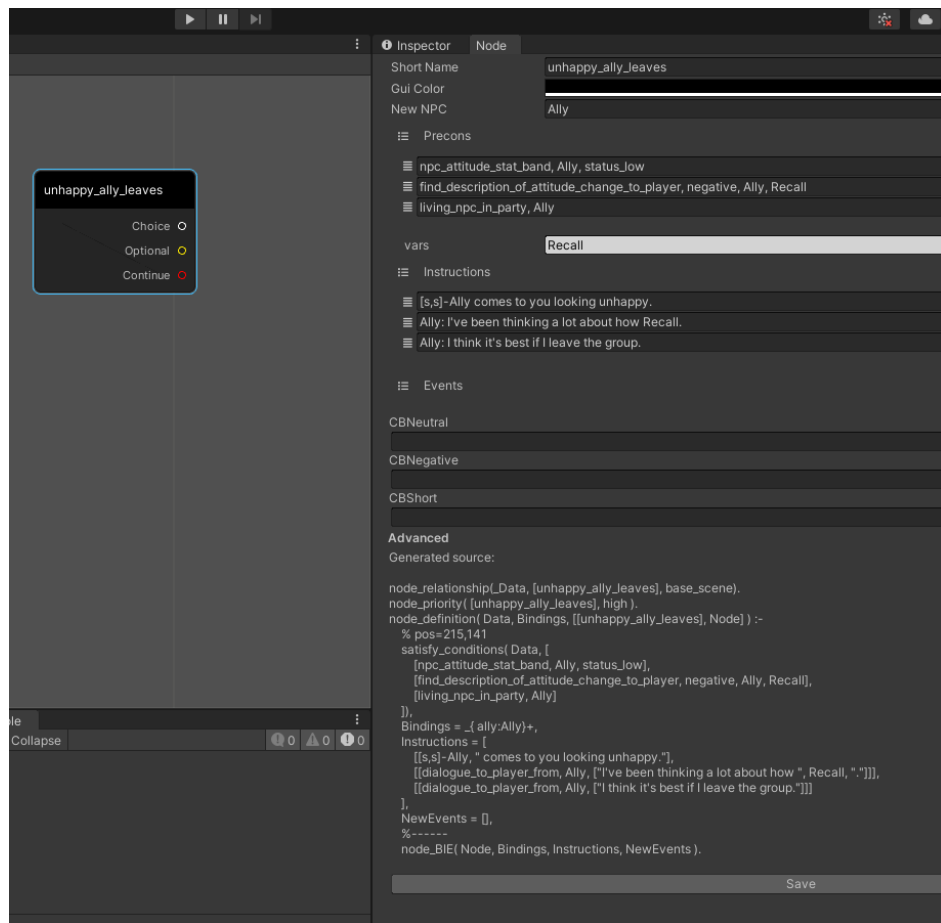 Inspector
Node
Short Name
unhappy_ally_leaves
Gui Color
New NPC
Ally
Precons
npc_attitude_stat_band, Ally, status_low
find_description_of_attitude_change_to_player, negative, Ally, Recall
living_npc_in_party, Ally
vars
Recall
Instructions
[s,s]-Ally comes to you looking unhappy.
Ally: I've been thinking a lot about how Recall.
Ally: I think it's best if I leave the group.
Events
CBNeutral
CBNegative
CBShort
Advanced
Generated source:
node_relationship(_Data, [unhappy_ally_leaves], base_scene).
node_priority( [unhappy_ally_leaves], high ).
node_definition( Data, Bindings, [[unhappy_ally_leaves], Node] ) :-
% pos=215,141
satisfy_conditions( Data, [
[npc_attitude_stat_band, Ally, status_low],
[find_description_of_attitude_change_to_player, negative, Ally, Recall],
[living_npc_in_party, Ally]
]),
Bindings = _{ ally:Ally}+,
Instructions = [
[[s,s]-Ally, " comes to you looking unhappy."],
[[dialogue_to_player_from, Ally, ["I've been thinking a lot about how ", Recall, "."]]],
[[dialogue_to_player_from, Ally, ["I think it's best if I leave the group."]]]
],
NewEvents = [],
%------
node_BIE( Node, Bindings, Instructions, NewEvents ).
Save
unhappy_ally_leaves
Choice
Optional
Continue
le
Collapse
0
0
0